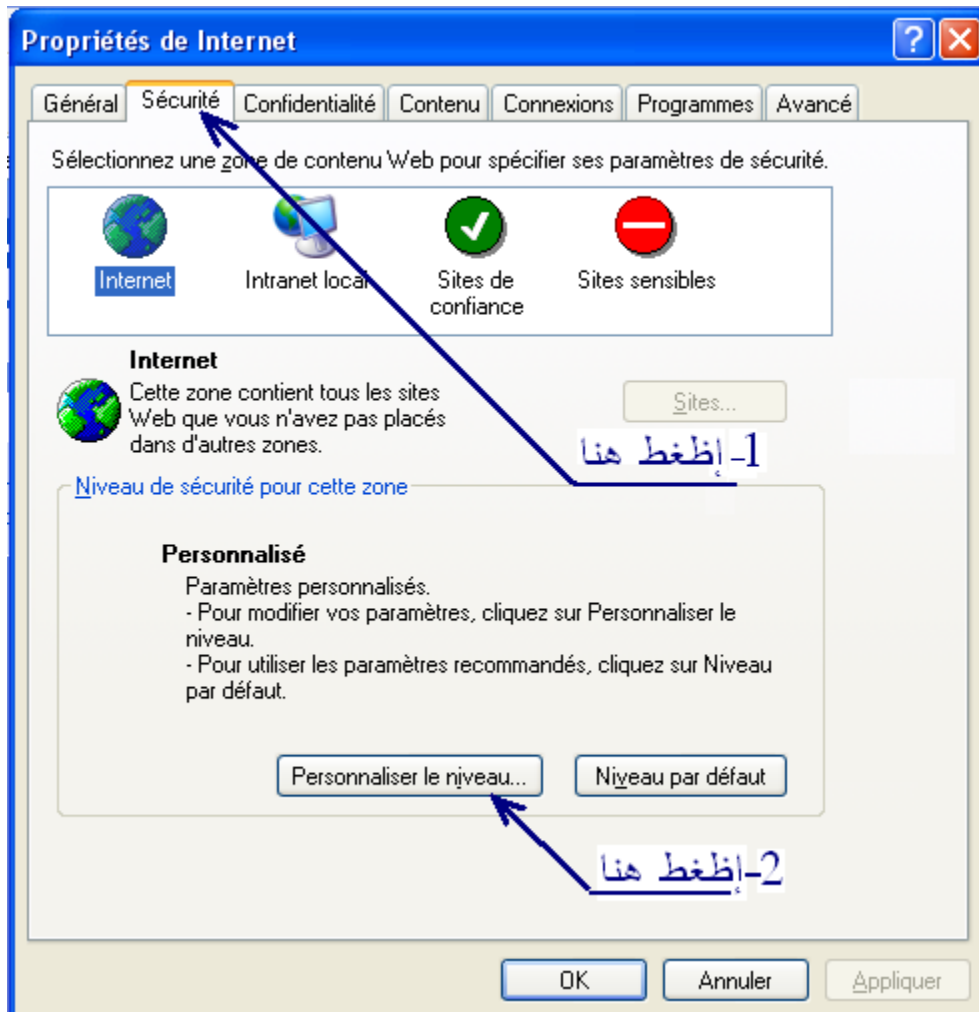 Propriétés de Internet
Général Sécurité Confidentialité Contenu Connexions Programmes Avancé
Sélectionnez une zone de contenu Web pour spécifier ses paramètres de sécurité.
Internet Intranet local Sites de confiance Sites sensibles
Internet
Cette zone contient tous les sites
Web que vous n'avez pas placés
dans d'autres zones.
Sites...
1-إظغط هنا
Niveau de sécurité pour cette zone
Personnalisé
Paramètres personnalisés.
- Pour modifier vos paramètres, cliquez sur Personnaliser le
niveau.
- Pour utiliser les paramètres recommandés, cliquez sur Niveau
par défaut.
Personnaliser le niveau... Niveau par défaut
2-إظغط هنا
OK Annuler Appliquer